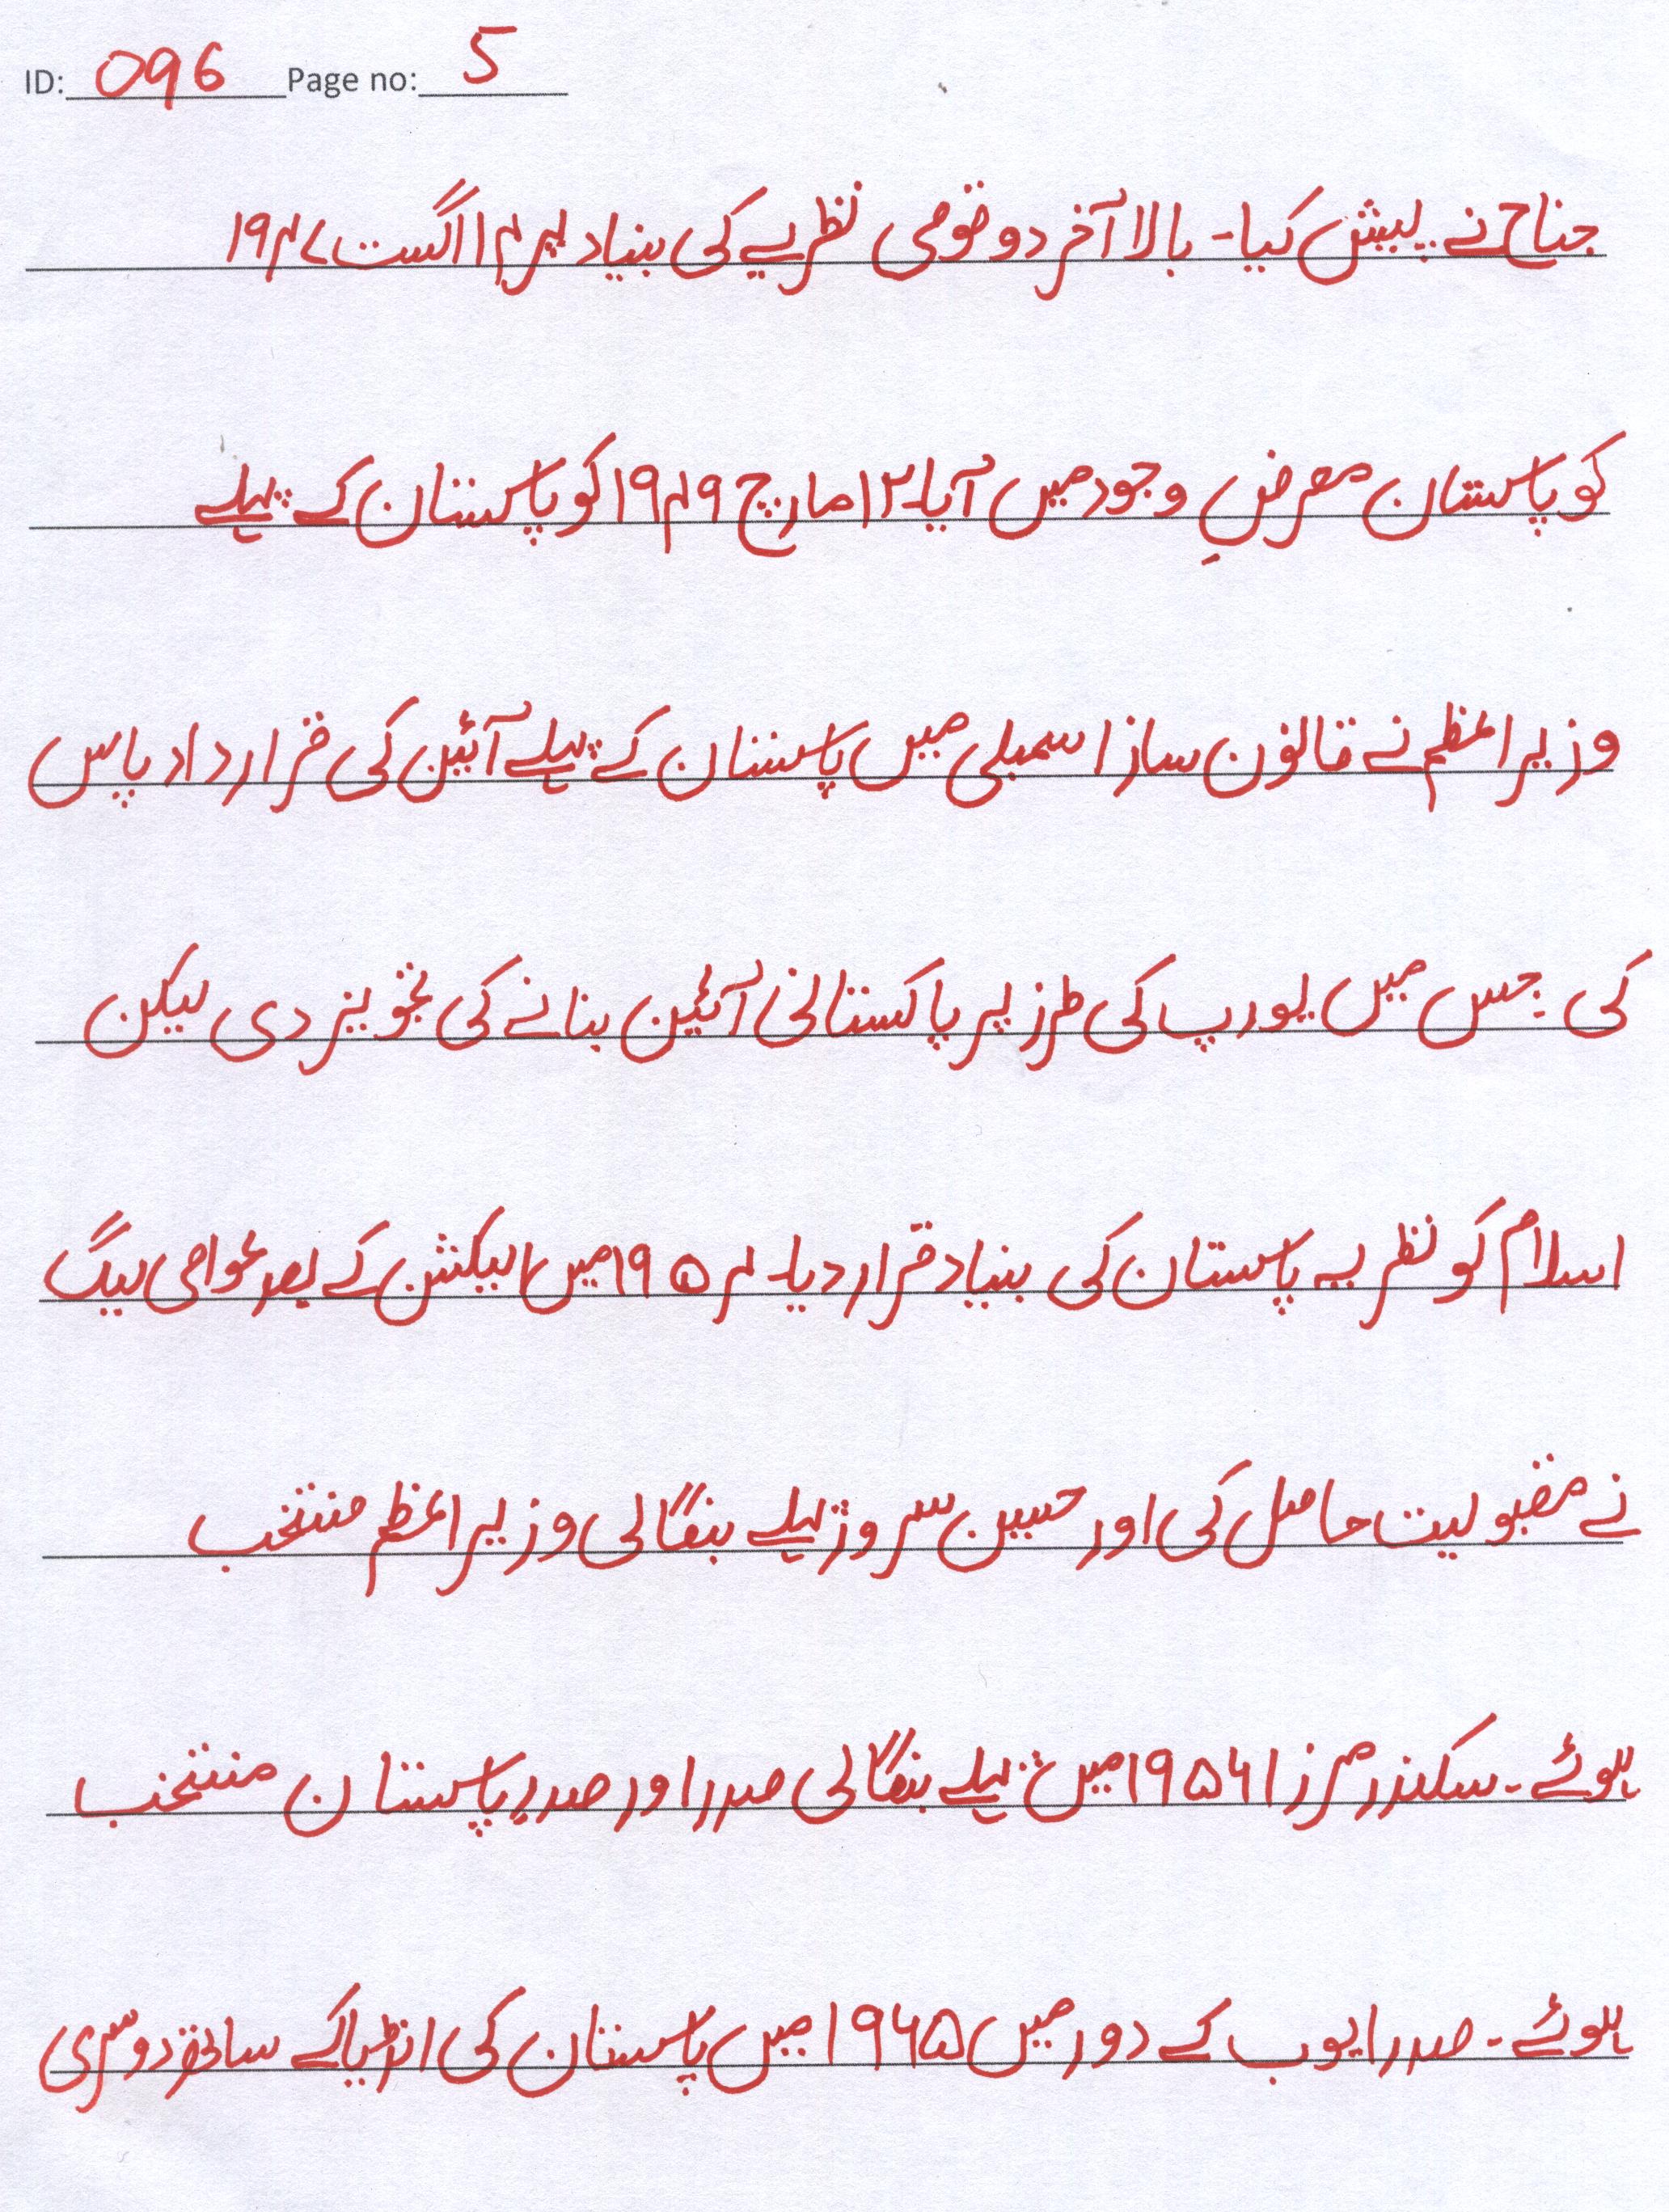 ID: 096 Page no: 5
جناح نے پیش کیا۔ بالا آخر دو قومی نظریے کی بنیاد پر ۱۴ اگست ۱۹۴۷
کو پاکستان معرضِ وجود میں آیا۔ ۱۲ مارچ ۱۹۴۹ کو پاکستان کے پہلے
وزیر اعظم نے قانون ساز اسمبلی میں پاکستان کے پہلے آئین کی قرارداد پاس
کی جس میں یورپ کی طرز پر پاکستانی آئین بنانے کی تجویز دی لیکن
اسلام کو نظریہ پاکستان کی بنیاد قرار دیا۔ ۱۹۵۴ میں الیکشن کے بعد عوامی لیگ
نے مقبولیت حاصل کی اور حسین سروز پہلے بنگالی وزیر اعظم منتخب
ہوئے۔ سکندر مرزا ۱۹۵۶ میں پہلے بنگالی صدر اور صدرِ پاکستان منتخب
ہوئے۔ صدر ایوب کے دور میں ۱۹۶۵ میں پاکستان کی انڈیا کے ساتھ دوسری